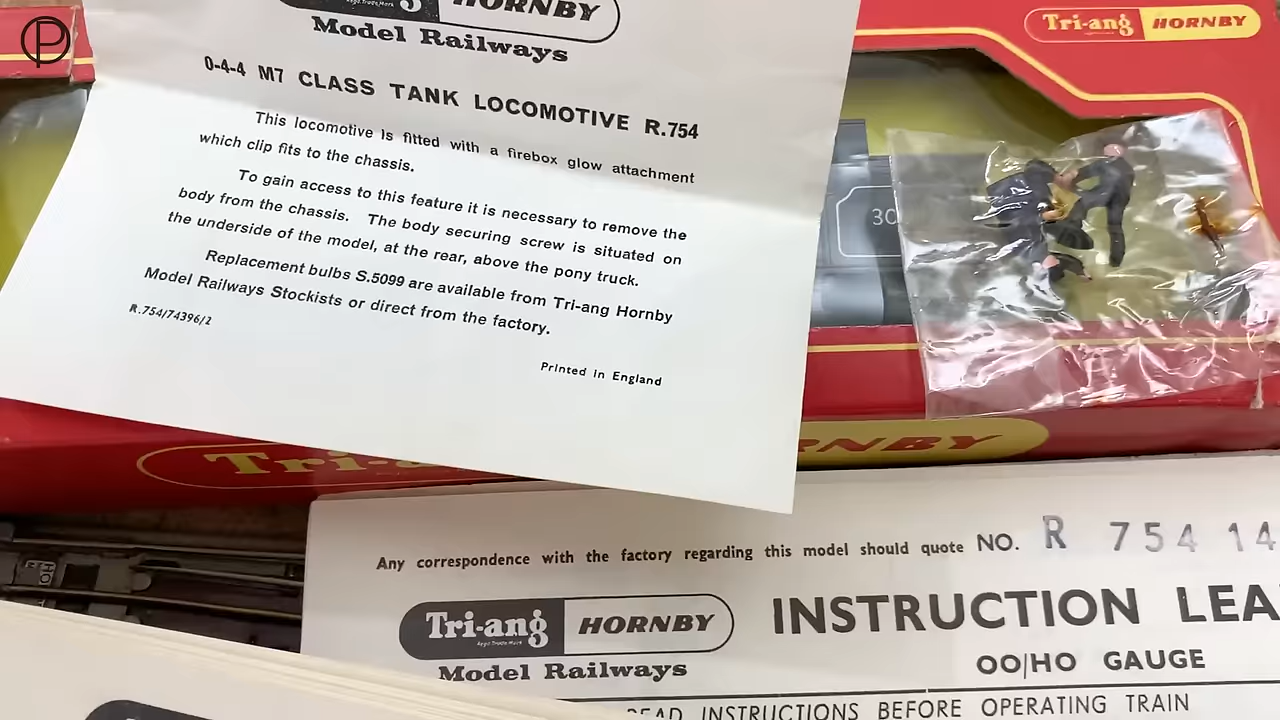 HORNBY
Model Railways
0-4-4 M7 CLASS TANK LOCOMOTIVE R.754
This locomotive is fitted with a firebox glow attachment
which clip fits to the chassis.
To gain access to this feature it is necessary to remove the
body from the chassis. The body securing screw is situated on
the underside of the model, at the rear, above the pony truck.
Replacement bulbs S.5099 are available from Tri-ang Hornby
Model Railways Stockists or direct from the factory.
R.754/74396/2
Printed in England
Tri-ang HORNBY
30
Tri-a
RNBY
Any correspondence with the factory regarding this model should quote NO. R 754 14
Tri-ang HORNBY
Model Railways
INSTRUCTION LEA
OO/HO GAUGE
READ INSTRUCTIONS BEFORE OPERATING TRAIN